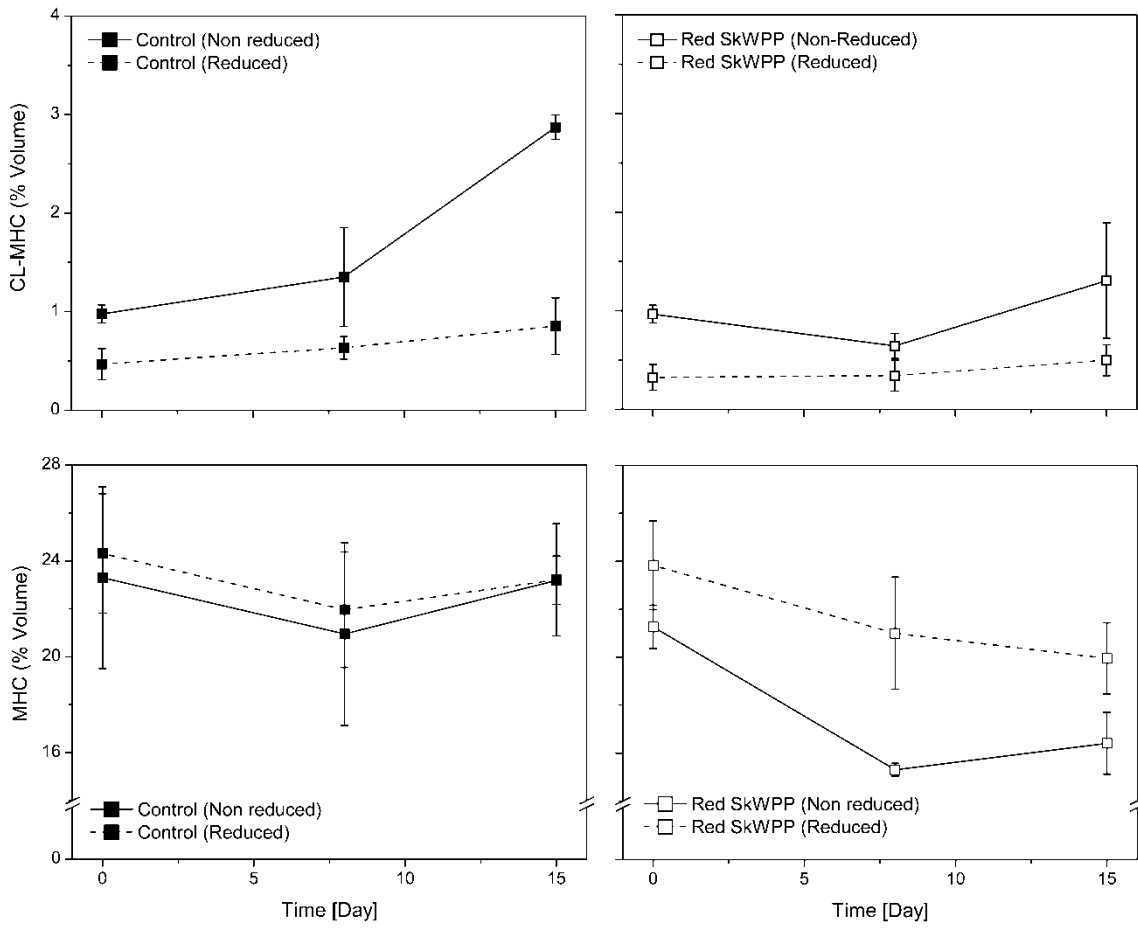 4
3
2
1
0
CL-MHC (% Volume)
Control (Non reduced)
Control (Reduced)
Red SkWPP (Non-Reduced)
Red SkWPP (Reduced)
28
24
20
16
0
MHC (% Volume)
Control (Non reduced)
Control (Reduced)
Red SkWPP (Non reduced)
Red SkWPP (Reduced)
0 5 10 15
Time [Day]
0 5 10 15
Time [Day]